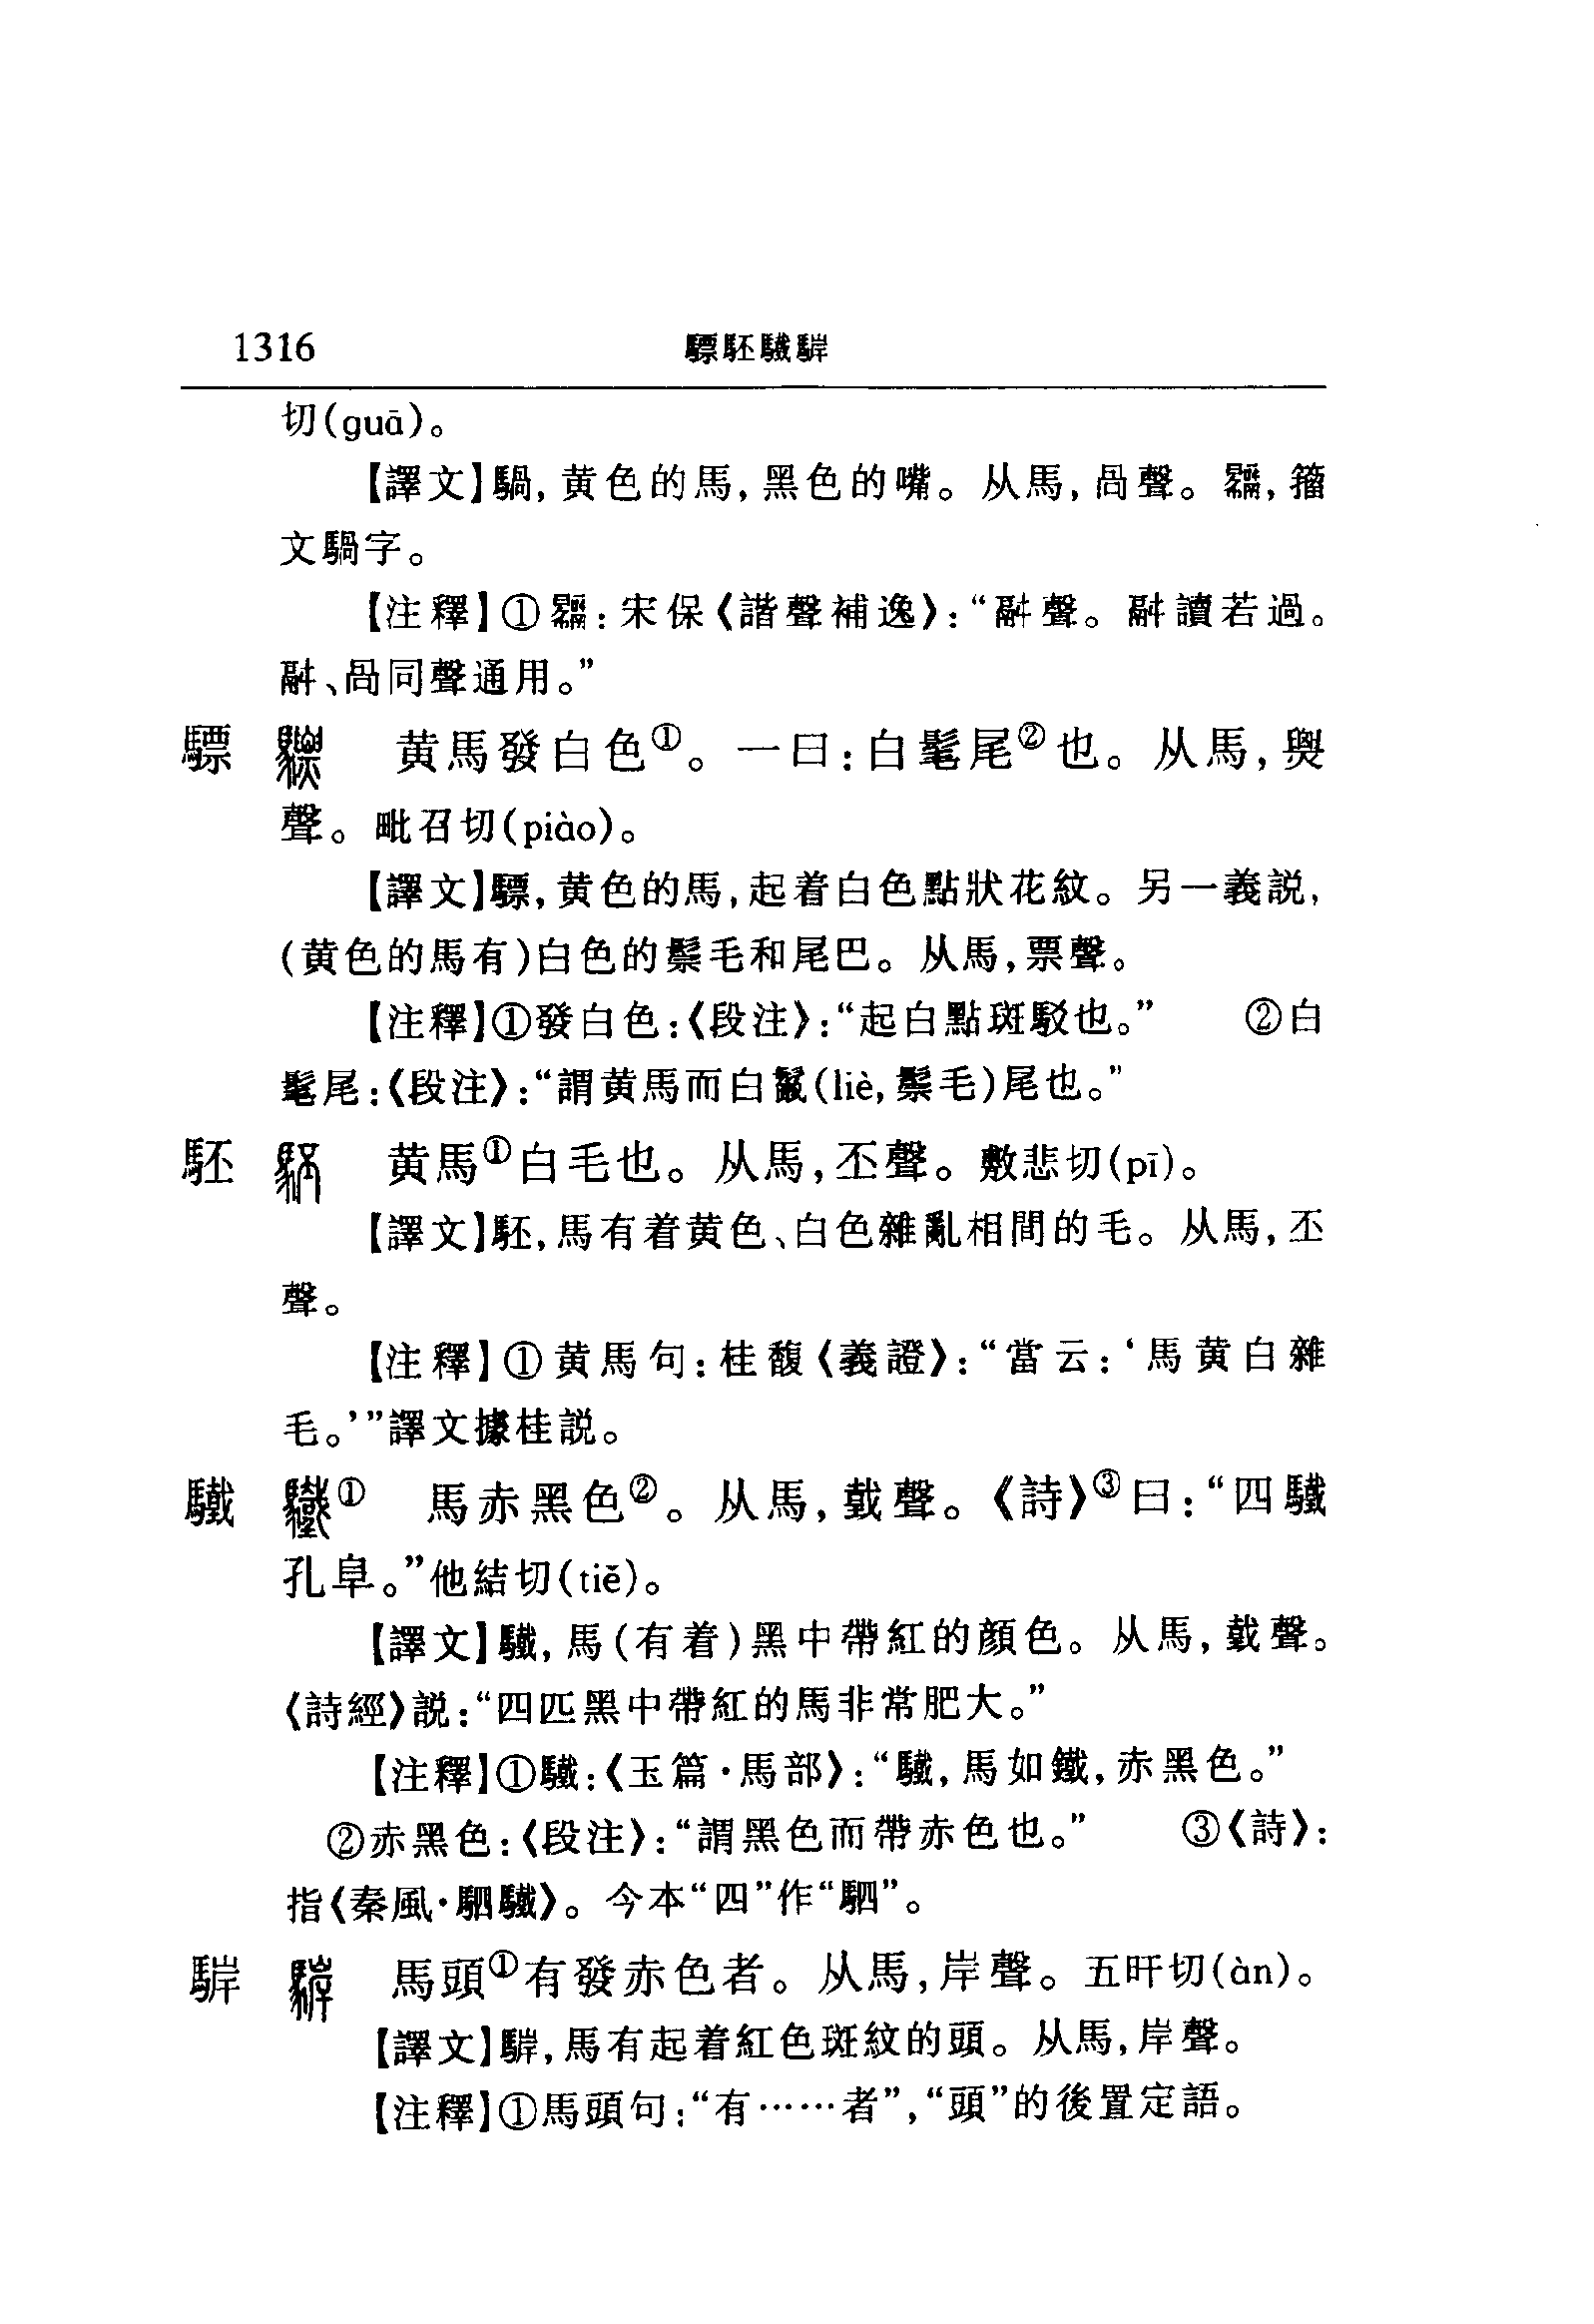 1316 驃駓驖馯
切(guā)。
【譯文】騧,黄色的馬,黑色的嘴。从馬,咼聲。𩥄,籀
文騧字。
【注釋】①𩥄:宋保《諧聲補逸》:“𩰫聲。𩰫讀若過。
𩰫、咼同聲通用。”
驃 黄馬發白色①。一曰:白髦尾②也。从馬,㶾
聲。毗召切(piào)。
【譯文】驃,黄色的馬,起着白色點狀花紋。另一義説,
(黄色的馬有)白色的鬃毛和尾巴。从馬,票聲。
【注釋】①發白色:《段注》:“起白點斑駁也。” ②白
髦尾:《段注》:“謂黄馬而白鬣(liè,鬃毛)尾也。”
駓 黄馬①白毛也。从馬,丕聲。敷悲切(pī)。
【譯文】駓,馬有着黄色、白色雜亂相間的毛。从馬,丕
聲。
【注釋】①黄馬句:桂馥《義證》:“當云:‘馬黄白雜
毛。’”譯文據桂説。
驖 ① 馬赤黑色②。从馬,𢧜聲。《詩》③曰:“四驖
孔阜。”他結切(tiě)。
【譯文】驖,馬(有着)黑中帶紅的顔色。从馬,𢧜聲。
《詩經》説:“四匹黑中帶紅的馬非常肥大。”
【注釋】①驖:《玉篇·馬部》:“驖,馬如鐵,赤黑色。”
②赤黑色:《段注》:“謂黑色而帶赤色也。” ③《詩》:
指《秦風·駟驖》。今本“四”作“駟”。
䮗 馬頭①有發赤色者。从馬,岸聲。五旰切(àn)。
【譯文】䮗,馬有起着紅色斑紋的頭。从馬,岸聲。
【注釋】①馬頭句:“有……者”,“頭”的後置定語。